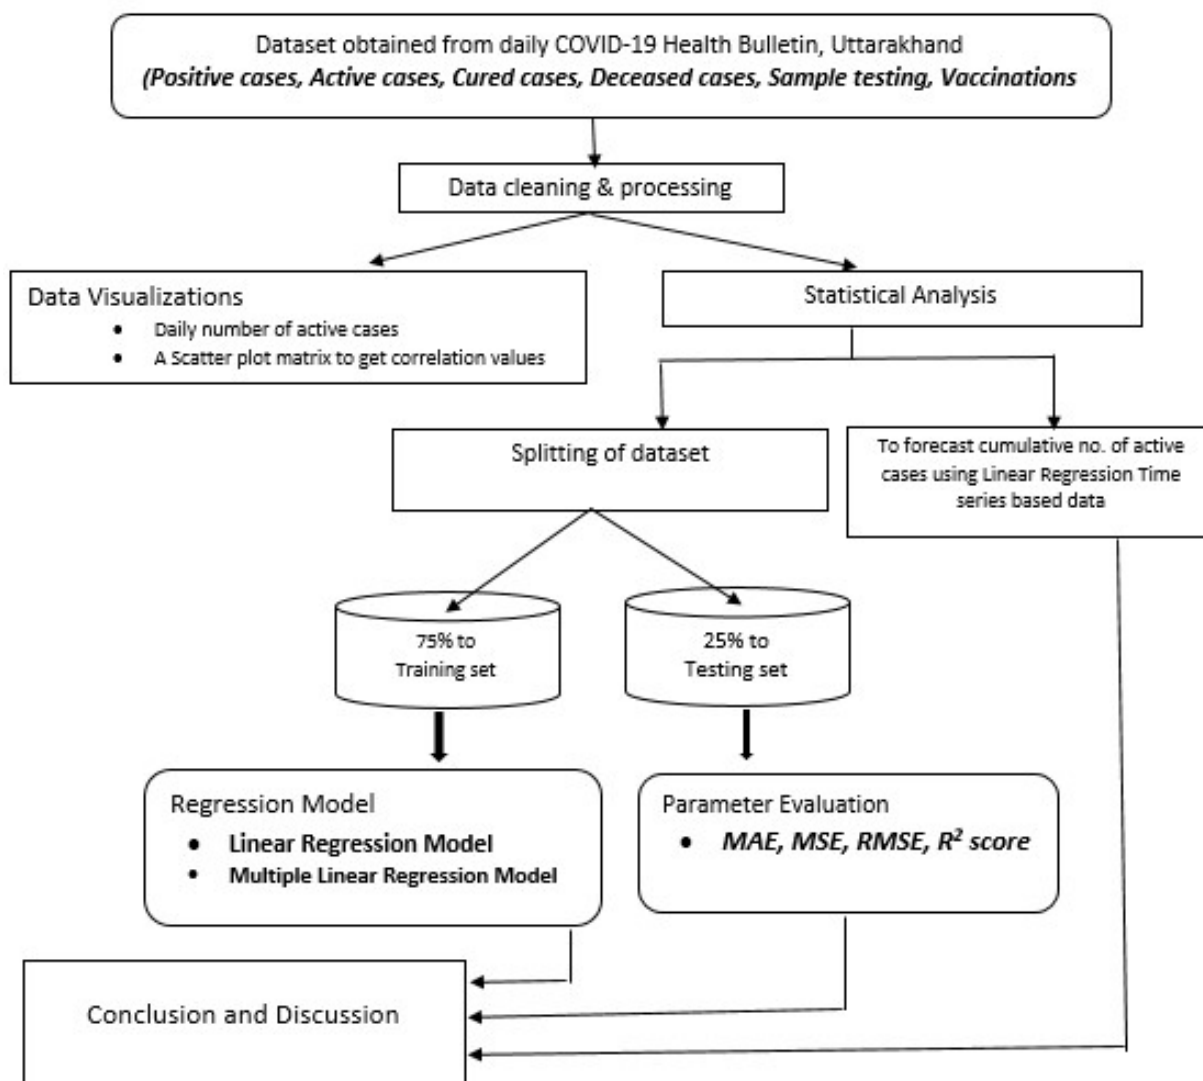 Dataset obtained from daily COVID-19 Health Bulletin, Uttarakhand
(Positive cases, Active cases, Cured cases, Deceased cases, Sample testing, Vaccinations
Data cleaning & processing
Data Visualizations
• Daily number of active cases
• A Scatter plot matrix to get correlation values
Statistical Analysis
Splitting of dataset
To forecast cumulative no. of active
cases using Linear Regression Time
series based data
75% to
Training set
25% to
Testing set
Regression Model
• Linear Regression Model
• Multiple Linear Regression Model
Parameter Evaluation
• MAE, MSE, RMSE, R² score
Conclusion and Discussion